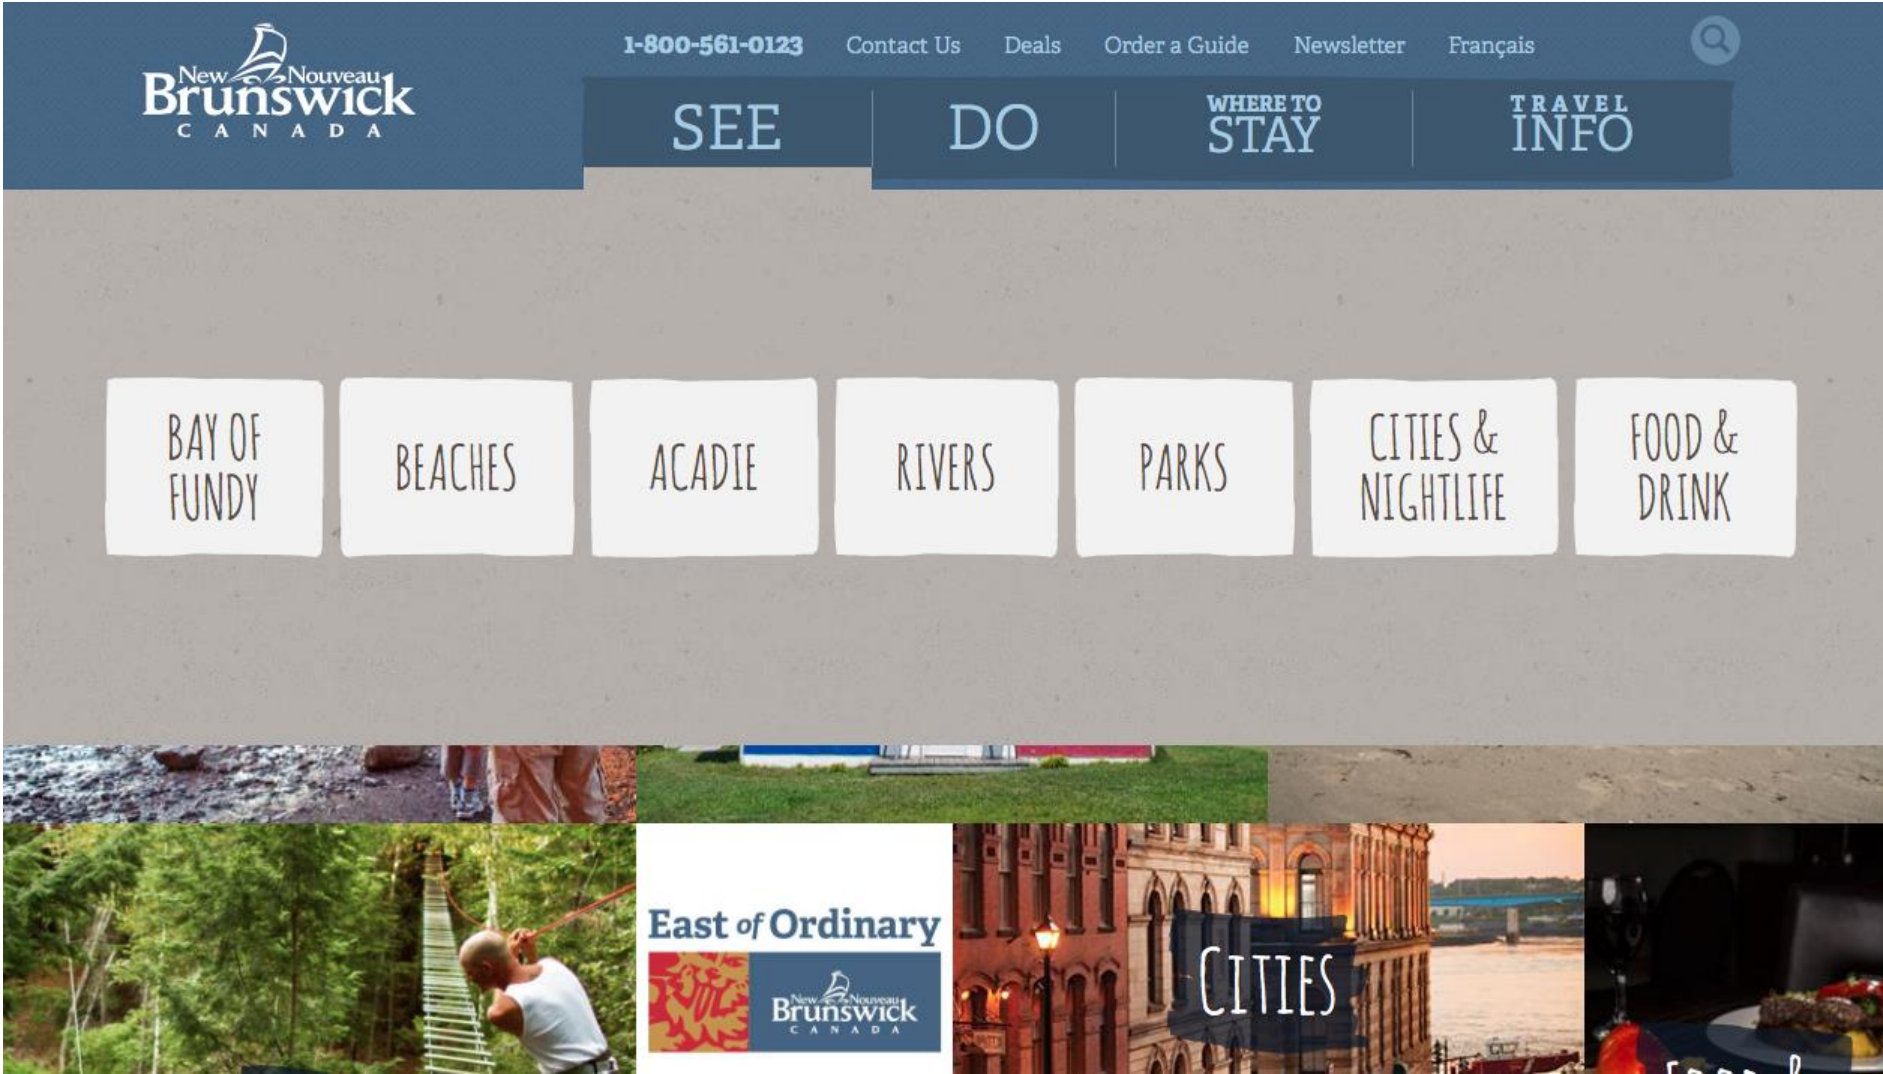 New Nouveau
Brunswick
CANADA
1-800-561-0123 Contact Us Deals Order a Guide Newsletter Français
SEE DO WHERE TO STAY TRAVEL INFO
BAY OF
FUNDY
BEACHES
ACADIE
RIVERS
PARKS
CITIES &
NIGHTLIFE
FOOD &
DRINK
East of Ordinary
New Nouveau
Brunswick
CANADA
CITIES